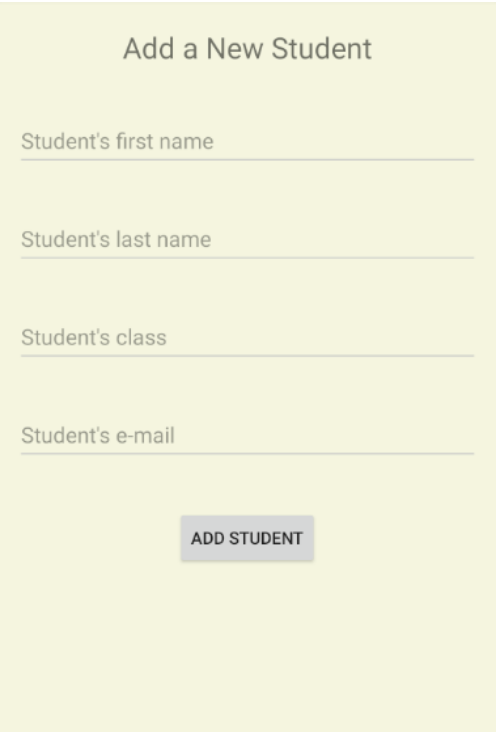 Add a New Student
Student's first name
Student's last name
Student's class
Student's e-mail
ADD STUDENT